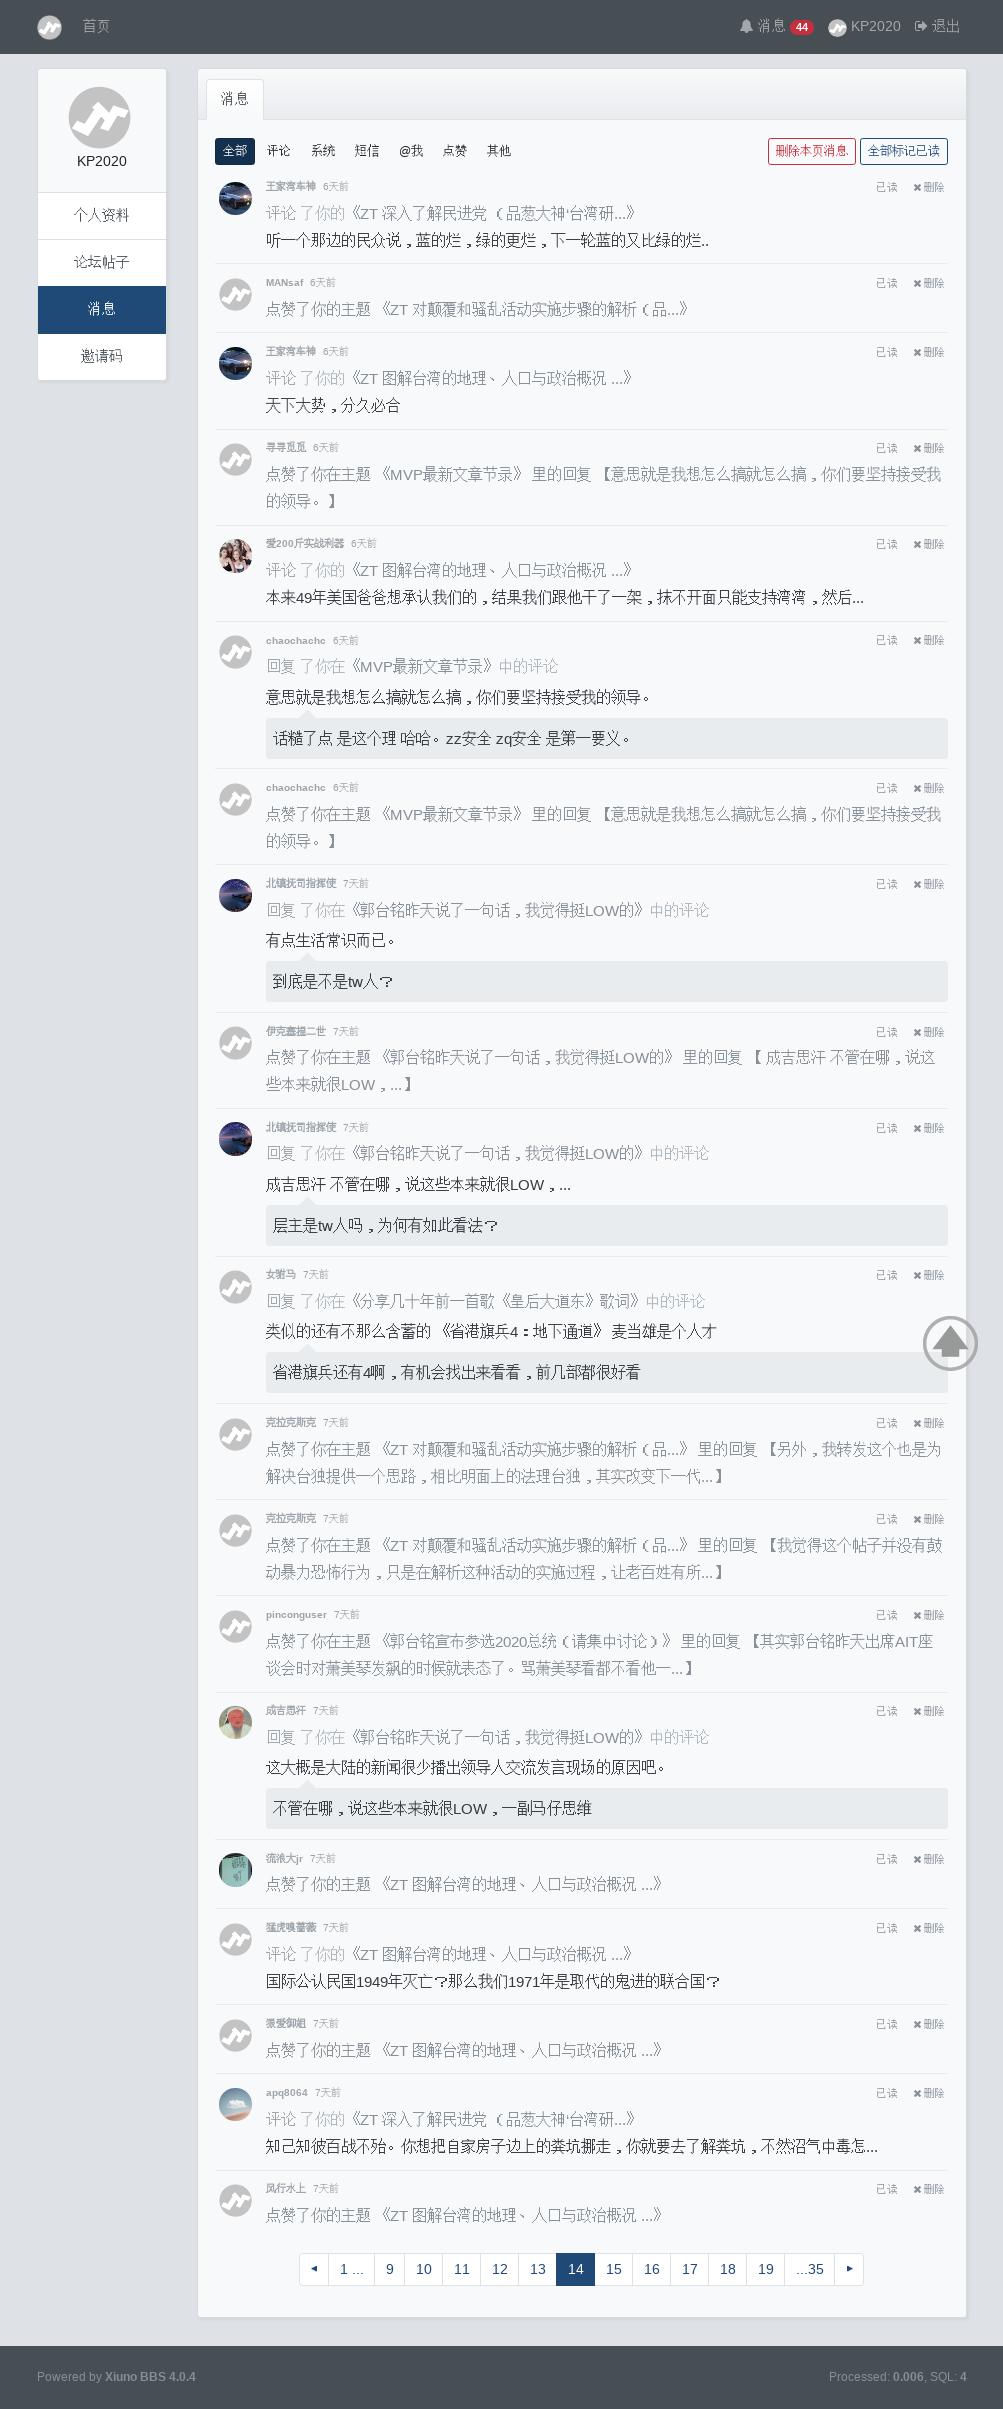 首页
消息 44 KP2020 退出
KP2020
个人资料
论坛帖子
消息
邀请码
消息
全部 评论 系统 短信 @我 点赞 其他 删除本页消息 全部标记已读
王家湾车神 6天前 已读 ✖删除
评论 了你的《ZT 深入了解民进党 （品葱大神‘台湾研...》
听一个那边的民众说，蓝的烂，绿的更烂，下一轮蓝的又比绿的烂..
MANsaf 6天前 已读 ✖删除
点赞了你的主题 《ZT 对颠覆和骚乱活动实施步骤的解析（品...》
王家湾车神 6天前 已读 ✖删除
评论 了你的《ZT 图解台湾的地理、人口与政治概况 ...》
天下大势，分久必合
寻寻觅觅 6天前 已读 ✖删除
点赞了你在主题 《MVP最新文章节录》 里的回复 【意思就是我想怎么搞就怎么搞，你们要坚持接受我
的领导。】
爱200斤实战利器 6天前 已读 ✖删除
评论 了你的《ZT 图解台湾的地理、人口与政治概况 ...》
本来49年美国爸爸想承认我们的，结果我们跟他干了一架，抹不开面只能支持湾湾，然后...
chaochachc 6天前 已读 ✖删除
回复 了你在《MVP最新文章节录》中的评论
意思就是我想怎么搞就怎么搞，你们要坚持接受我的领导。
话糙了点 是这个理 哈哈。zz安全 zq安全 是第一要义。
chaochachc 6天前 已读 ✖删除
点赞了你在主题 《MVP最新文章节录》 里的回复 【意思就是我想怎么搞就怎么搞，你们要坚持接受我
的领导。】
北镇抚司指挥使 7天前 已读 ✖删除
回复 了你在《郭台铭昨天说了一句话，我觉得挺LOW的》中的评论
有点生活常识而已。
到底是不是tw人？
伊克塞提二世 7天前 已读 ✖删除
点赞了你在主题 《郭台铭昨天说了一句话，我觉得挺LOW的》 里的回复 【 成吉思汗 不管在哪，说这
些本来就很LOW，...】
北镇抚司指挥使 7天前 已读 ✖删除
回复 了你在《郭台铭昨天说了一句话，我觉得挺LOW的》中的评论
成吉思汗 不管在哪，说这些本来就很LOW，...
层主是tw人吗，为何有如此看法？
女驸马 7天前 已读 ✖删除
回复 了你在《分享几十年前一首歌《皇后大道东》歌词》中的评论
类似的还有不那么含蓄的 《省港旗兵4：地下通道》 麦当雄是个人才
省港旗兵还有4啊，有机会找出来看看，前几部都很好看
克拉克斯克 7天前 已读 ✖删除
点赞了你在主题 《ZT 对颠覆和骚乱活动实施步骤的解析（品...》 里的回复 【另外，我转发这个也是为
解决台独提供一个思路，相比明面上的法理台独，其实改变下一代...】
克拉克斯克 7天前 已读 ✖删除
点赞了你在主题 《ZT 对颠覆和骚乱活动实施步骤的解析（品...》 里的回复 【我觉得这个帖子并没有鼓
动暴力恐怖行为，只是在解析这种活动的实施过程，让老百姓有所...】
pinconguser 7天前 已读 ✖删除
点赞了你在主题 《郭台铭宣布参选2020总统（请集中讨论）》 里的回复 【其实郭台铭昨天出席AIT座
谈会时对萧美琴发飙的时候就表态了。骂萧美琴看都不看他一...】
成吉思汗 7天前 已读 ✖删除
回复 了你在《郭台铭昨天说了一句话，我觉得挺LOW的》中的评论
这大概是大陆的新闻很少播出领导人交流发言现场的原因吧。
不管在哪，说这些本来就很LOW，一副马仔思维
流浪大jr 7天前 已读 ✖删除
点赞了你的主题 《ZT 图解台湾的地理、人口与政治概况 ...》
猛虎嗅蔷薇 7天前 已读 ✖删除
评论 了你的《ZT 图解台湾的地理、人口与政治概况 ...》
国际公认民国1949年灭亡？那么我们1971年是取代的鬼进的联合国？
狠爱御姐 7天前 已读 ✖删除
点赞了你的主题 《ZT 图解台湾的地理、人口与政治概况 ...》
apq8064 7天前 已读 ✖删除
评论 了你的《ZT 深入了解民进党 （品葱大神‘台湾研...》
知己知彼百战不殆。你想把自家房子边上的粪坑挪走，你就要去了解粪坑，不然沼气中毒怎...
风行水上 7天前 已读 ✖删除
点赞了你的主题 《ZT 图解台湾的地理、人口与政治概况 ...》
◂ 1 ... 9 10 11 12 13 14 15 16 17 18 19 ...35 ▸
Powered by Xiuno BBS 4.0.4 Processed: 0.006, SQL: 4